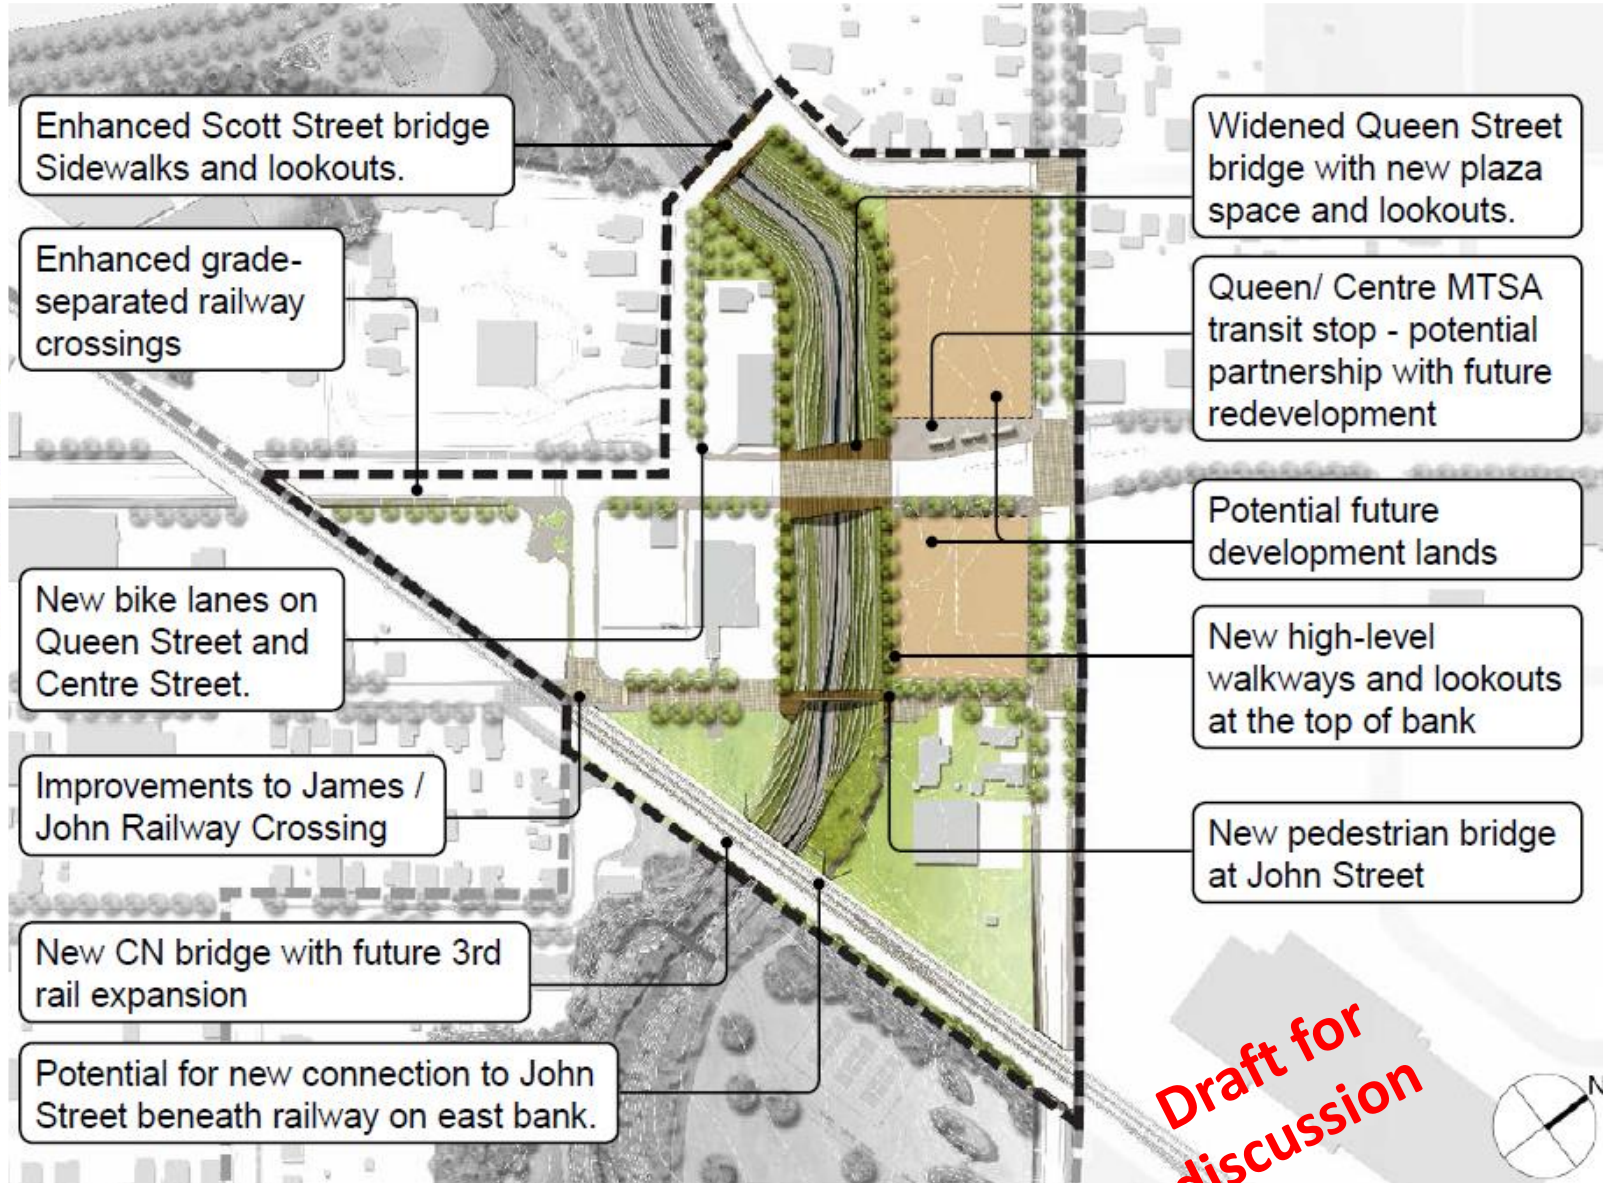 Enhanced Scott Street bridge
Sidewalks and lookouts.
Enhanced grade-
separated railway
crossings
New bike lanes on
Queen Street and
Centre Street.
Improvements to James /
John Railway Crossing
New CN bridge with future 3rd
rail expansion
Potential for new connection to John
Street beneath railway on east bank.
Widened Queen Street
bridge with new plaza
space and lookouts.
Queen/ Centre MTSA
transit stop - potential
partnership with future
redevelopment
Potential future
development lands
New high-level
walkways and lookouts
at the top of bank
New pedestrian bridge
at John Street
Draft for
discussion
N